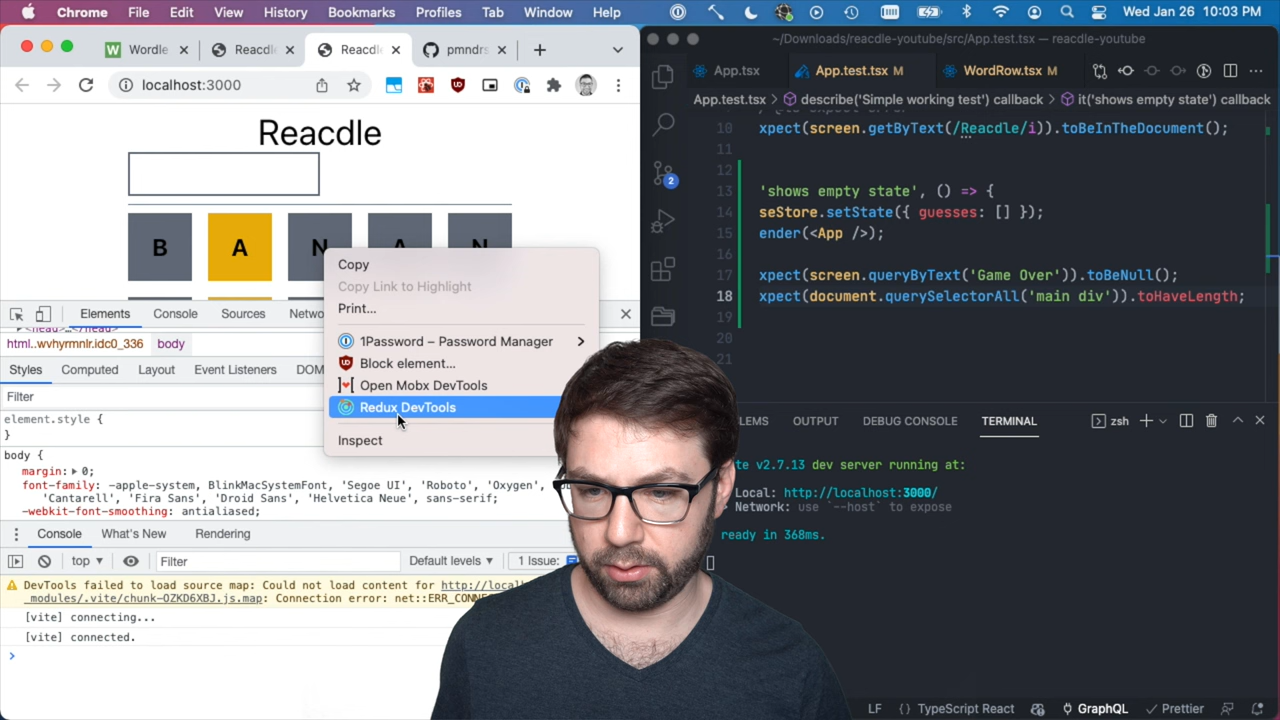 Chrome File Edit View History Bookmarks Profiles Tab Window Help Wed Jan 26 10:03 PM
Wordle Reacdle Reacdle pmndrs
localhost:3000
Reacdle
B A N A N
Copy
Copy Link to Highlight
Print...
1Password – Password Manager
Block element...
Open Mobx DevTools
Redux DevTools
Inspect
Elements Console Sources
html..wvhyrmnlr.idc0_336 body
Styles Computed Layout Event Listeners DOM
Filter
element.style {
}
body {
margin: 0;
font-family: -apple-system, BlinkMacSystemFont, 'Segoe UI', 'Roboto', 'Oxygen',
'Cantarell', 'Fira Sans', 'Droid Sans', 'Helvetica Neue', sans-serif;
-webkit-font-smoothing: antialiased;
Console What's New Rendering
top Filter Default levels 1 Issue:
DevTools failed to load source map: Could not load content for http://local
_modules/.vite/chunk-OZKD6XBJ.js.map: Connection error: net::ERR_CONNE
[vite] connecting...
[vite] connected.
~/Downloads/reacdle-youtube/src/App.test.tsx — reacdle-youtube
App.tsx App.test.tsx M WordRow.tsx M
App.test.tsx describe('Simple working test') callback it('shows empty state') callback
10 xpect(screen.getByText(/Reacdle/i)).toBeInTheDocument();
11
12
13 'shows empty state', () => {
14 seStore.setState({ guesses: [] });
15 ender(<App />);
16
17 xpect(screen.queryByText('Game Over')).toBeNull();
18 xpect(document.querySelectorAll('main div')).toHaveLength;
19
20
21
2
LEMS OUTPUT DEBUG CONSOLE TERMINAL zsh
te v2.7.13 dev server running at:
Local: http://localhost:3000/
Network: use `--host` to expose
ready in 368ms.
LF {} TypeScript React GraphQL Prettier